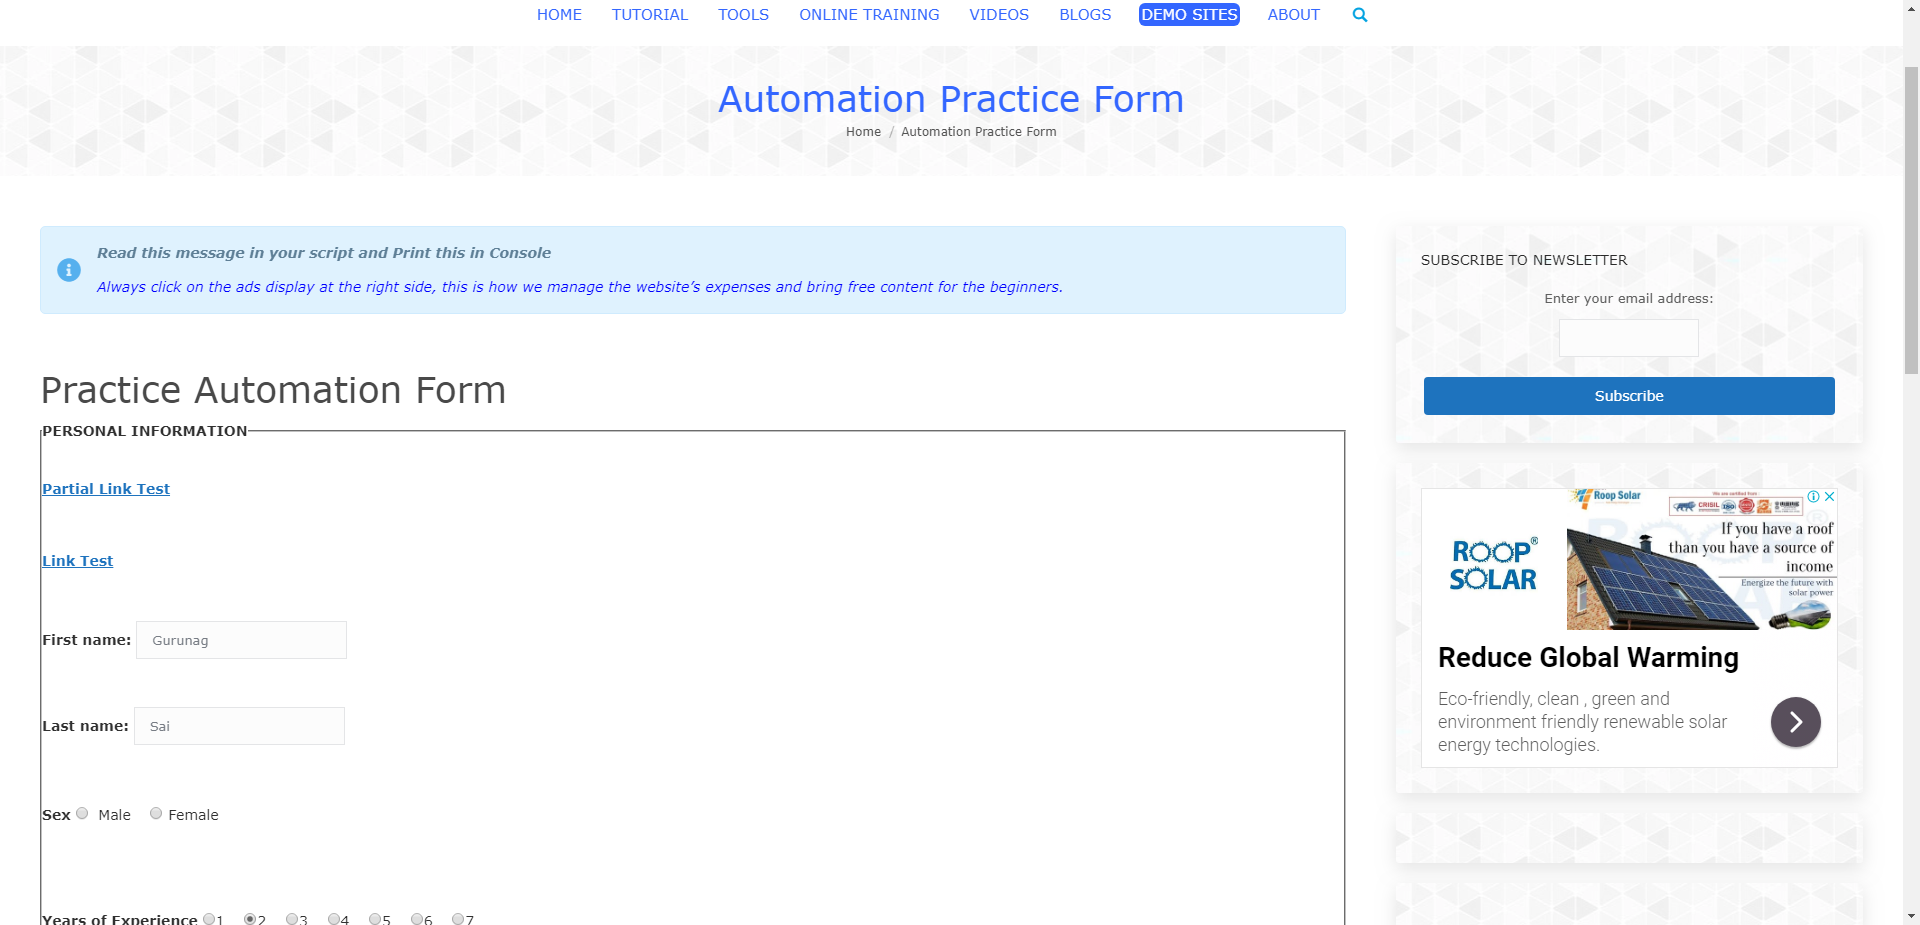 HOME TUTORIAL TOOLS ONLINE TRAINING VIDEOS BLOGS DEMO SITES ABOUT
Automation Practice Form
Home / Automation Practice Form
Read this message in your script and Print this in Console
Always click on the ads display at the right side, this is how we manage the website’s expenses and bring free content for the beginners.
Practice Automation Form
PERSONAL INFORMATION
Partial Link Test
Link Test
First name: Gurunag
Last name: Sai
Sex Male Female
Years of Experience 1 2 3 4 5 6 7
SUBSCRIBE TO NEWSLETTER
Enter your email address:
Subscribe
Roop Solar
We are certified from :
CRISIL ISO
ROOP
SOLAR®
If you have a roof
than you have a source of
income
Energize the future with
solar power
Reduce Global Warming
Eco-friendly, clean , green and
environment friendly renewable solar
energy technologies.